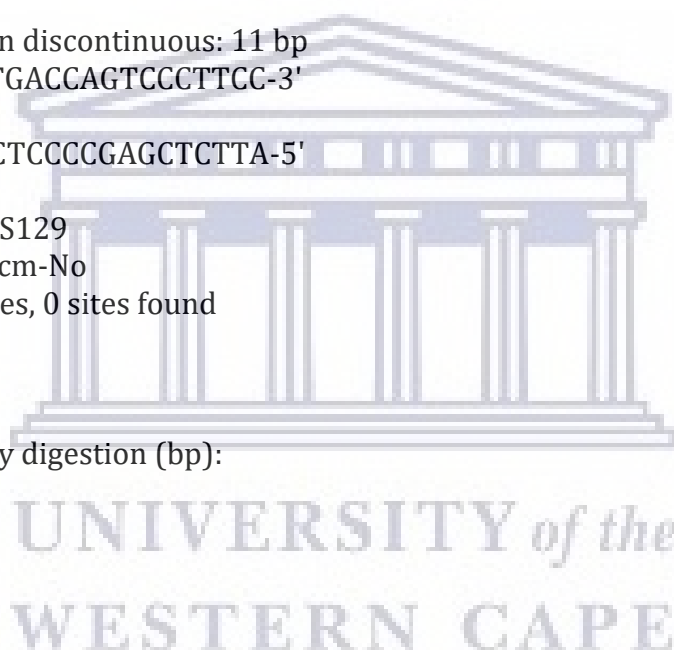 n discontinuous: 11 bp
TGACCAGTCCCTTCC-3'
CTCCCCGAGCTCTTA-5'
S129
cm-No
es, 0 sites found
y digestion (bp):
UNIVERSITY of the
WESTERN CAPE